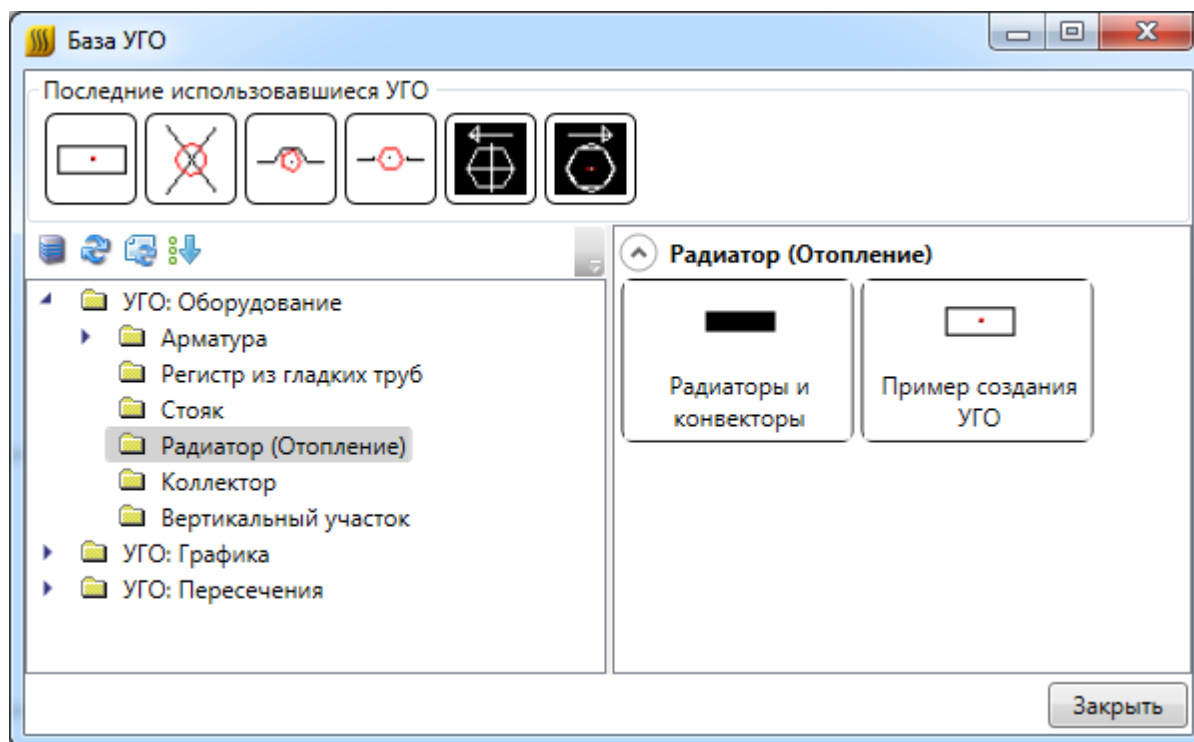 База УГО
Последние использовавшиеся УГО
Радиатор (Отопление)
УГО: Оборудование
Арматура
Регистр из гладких труб
Стояк
Радиатор (Отопление)
Коллектор
Вертикальный участок
УГО: Графика
УГО: Пересечения
Радиаторы и
конвекторы
Пример создания
УГО
Закрыть